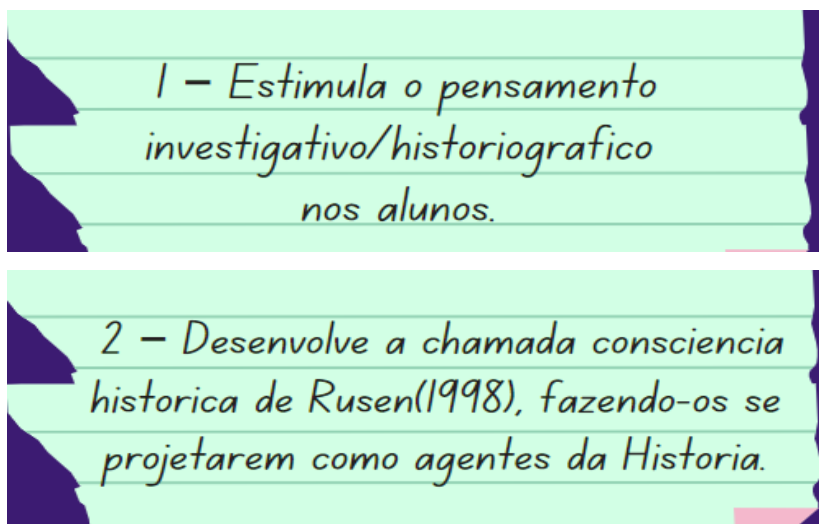 1 – Estimula o pensamento
investigativo/historiografico
nos alunos.
2 – Desenvolve a chamada consciencia
historica de Rusen(1998), fazendo-os se
projetarem como agentes da Historia.